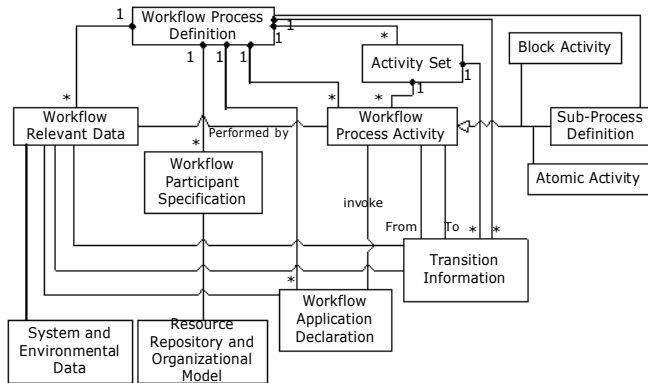 1
Workflow Process
Definition
1
1
1
1
1
*
Activity Set
1
1
Block Activity
*
*
*
Workflow
Relevant Data
Performed by
Workflow
Process Activity
Sub-Process
Definition
*
Workflow
Participant
Specification
Atomic Activity
invoke
From
To
*
*
Transition
Information
*
Workflow
Application
Declaration
System and
Environmental
Data
Resource
Repository and
Organizational
Model